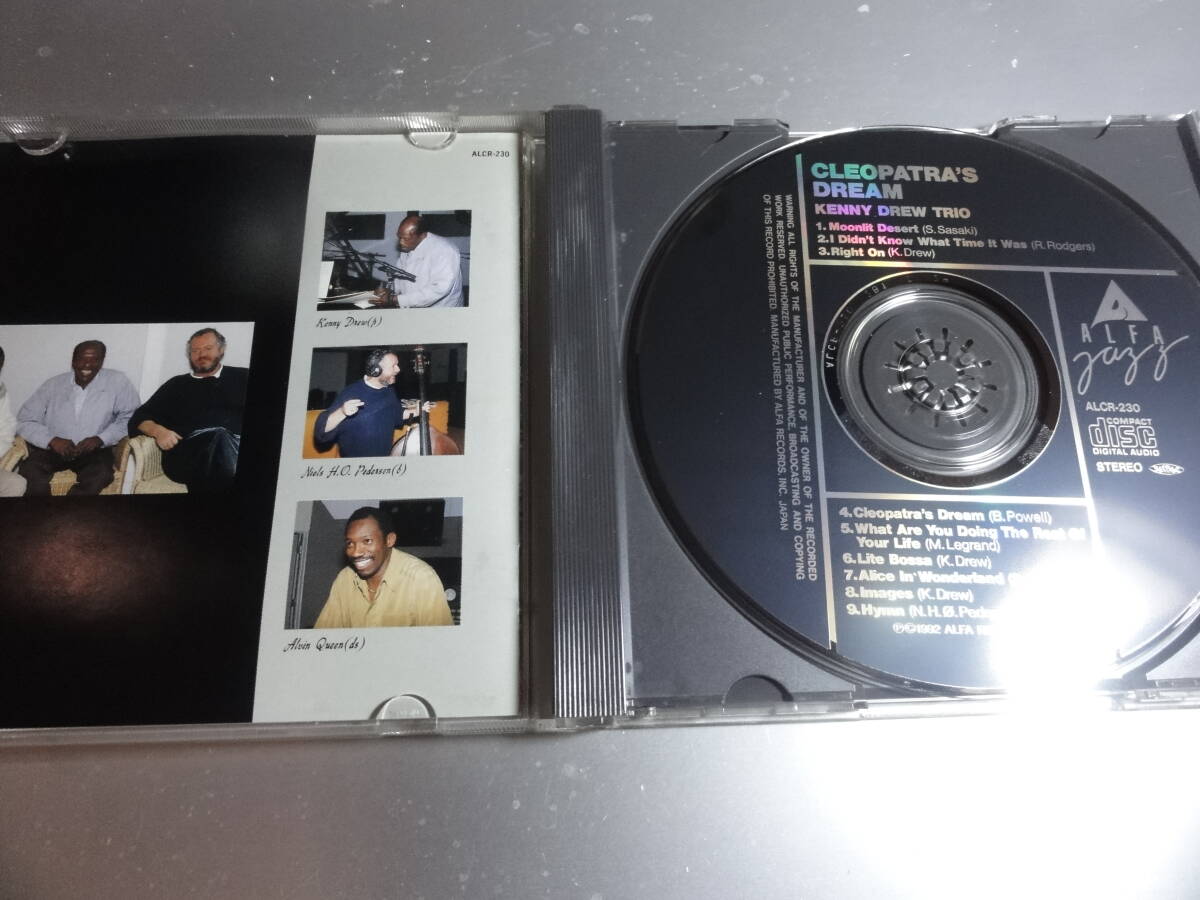 ALCR-230
Kenny Drew(p)
Niels H.O. Pedersen(b)
Alvin Queen(ds)
CLEOPATRA'S
DREAM
KENNY DREW TRIO
1.Moonlit Desert (S.Sasaki)
2.I Didn't Know What Time It Was (R.Rodgers)
3.Right On (K.Drew)
WARNING ALL RIGHTS OF THE MANUFACTURER AND OF THE OWNER OF THE RECORDED
WORK RESERVED. UNAUTHORIZED PUBLIC PERFORMANCE, BROADCASTING AND COPYING
OF THIS RECORD PROHIBITED. MANUFACTURED BY ALFA RECORDS, INC. JAPAN
ALFA
jazz
ALCR-230
COMPACT
disc
DIGITAL AUDIO
STEREO
4.Cleopatra's Dream (B.Powell)
5.What Are You Doing The Rest Of
Your Life (M.Legrand)
6.Lite Bossa (K.Drew)
7.Alice In Wonderland
8.Images (K.Drew)
9.Hymn (N.H.Ø.Peder
℗©1992 ALFA RE